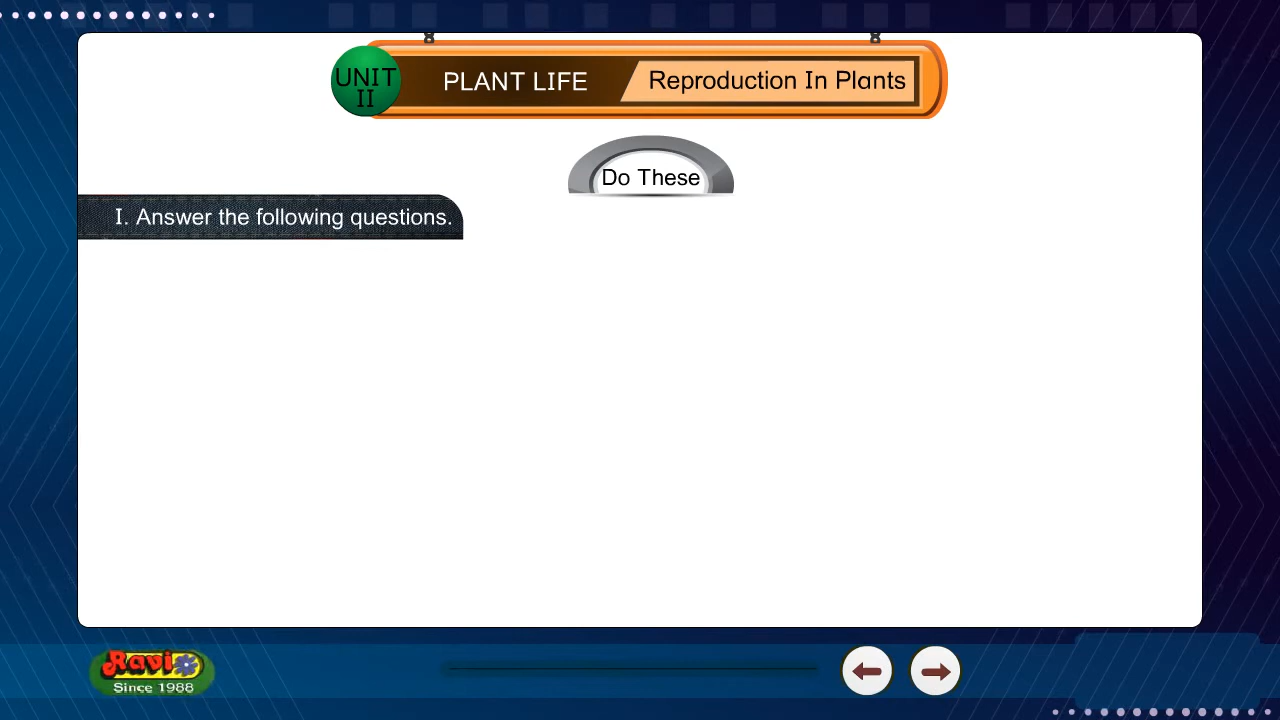 UNIT
II
PLANT LIFE
Reproduction In Plants
Do These
I. Answer the following questions.
Ravi
Since 1988